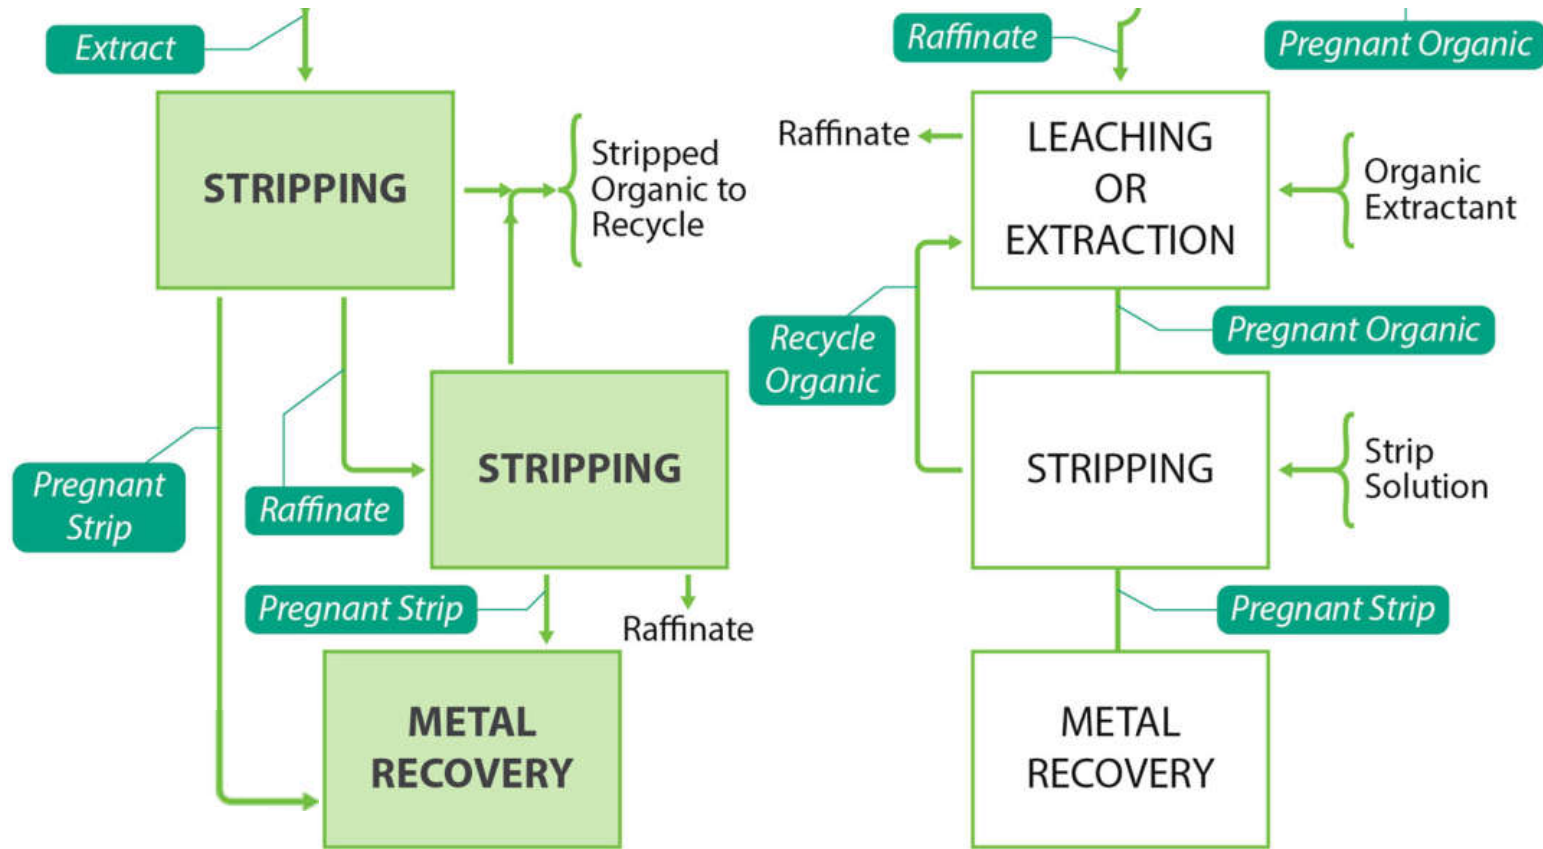 Extract
STRIPPING
Stripped
Organic to
Recycle
Pregnant
Strip
Raffinate
STRIPPING
Pregnant Strip
Raffinate
METAL
RECOVERY
Raffinate
Pregnant Organic
Raffinate
LEACHING
OR
EXTRACTION
Organic
Extractant
Recycle
Organic
Pregnant Organic
STRIPPING
Strip
Solution
Pregnant Strip
METAL
RECOVERY